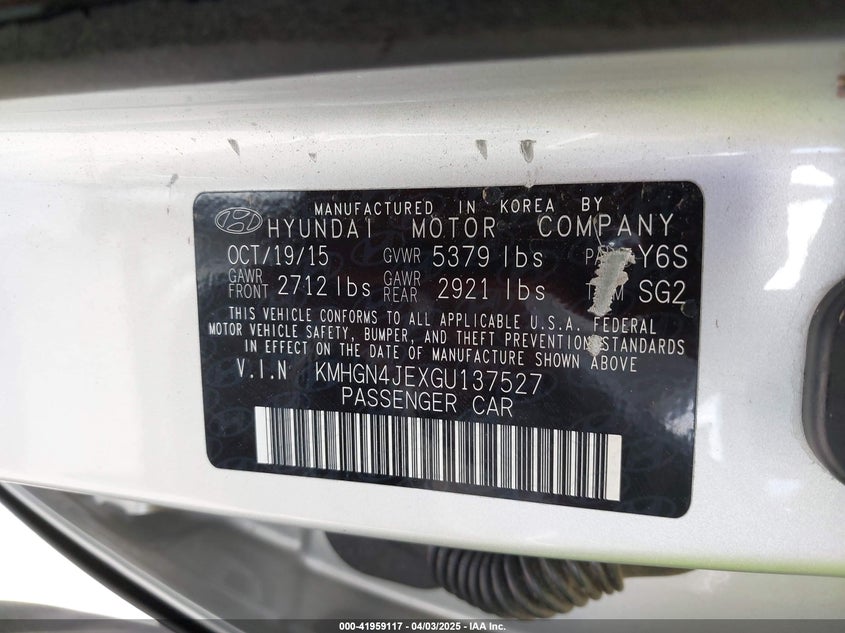 MANUFACTURED IN KOREA BY
HYUNDAI MOTOR COMPANY
OCT/19/15 GVWR 5379 lbs Y6S
GAWR FRONT 2712 lbs GAWR REAR 2921 lbs SG2
THIS VEHICLE CONFORMS TO ALL APPLICABLE U.S.A. FEDERAL
MOTOR VEHICLE SAFETY, BUMPER, AND THEFT PREVENTION STANDARDS
IN EFFECT ON THE DATE OF MANUFACTURE SHOWN ABOVE
V.I.N KMHGN4JEXGU137527
PASSENGER CAR
000-41959117 - 04/03/2025 - IAA Inc.